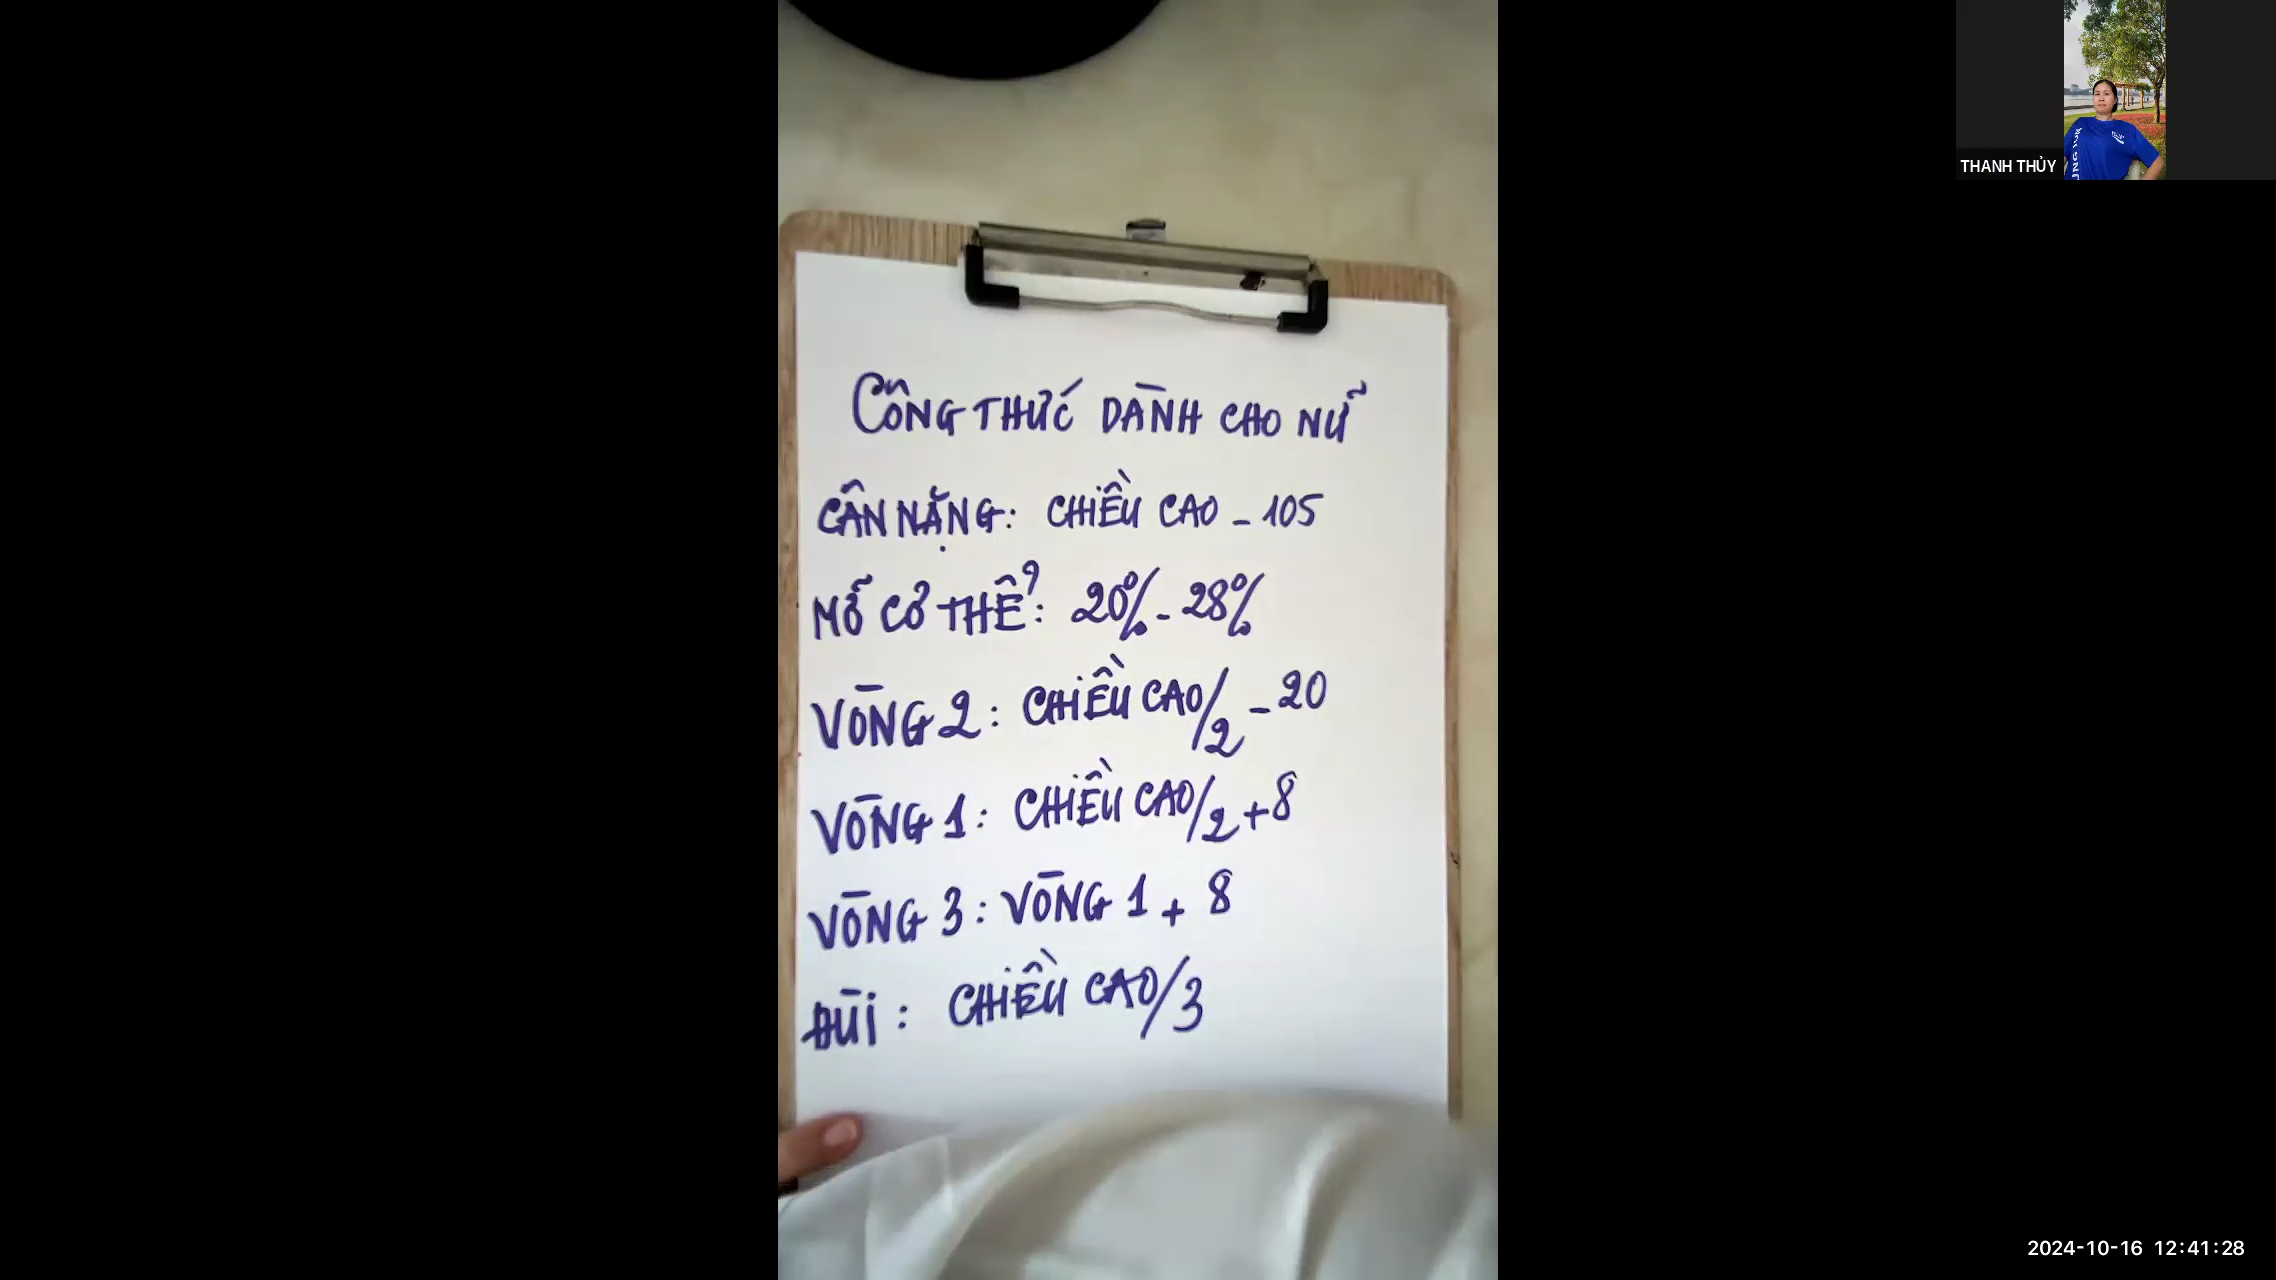 THANH THỦY
CÔNG THỨC DÀNH CHO NỮ
CÂN NẶNG: CHIỀU CAO - 105
MỠ CƠ THỂ: 20% - 28%
VÒNG 2: CHIỀU CAO/2 - 20
VÒNG 1: CHIỀU CAO/2 + 8
VÒNG 3: VÒNG 1 + 8
ĐÙI: CHIỀU CAO/3
2024-10-16 12:41:28